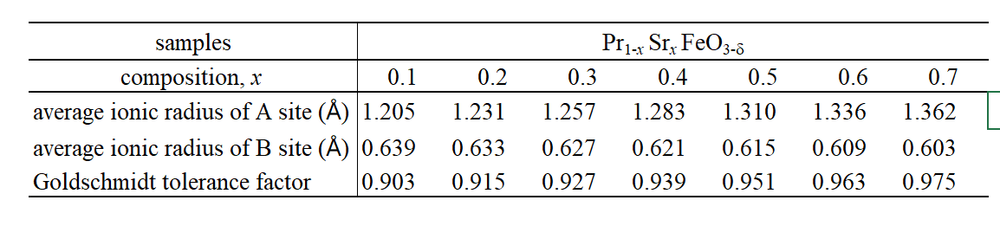 samples Pr1-x Srx FeO3-δ
composition, x 0.1 0.2 0.3 0.4 0.5 0.6 0.7
average ionic radius of A site (Å) 1.205 1.231 1.257 1.283 1.310 1.336 1.362
average ionic radius of B site (Å) 0.639 0.633 0.627 0.621 0.615 0.609 0.603
Goldschmidt tolerance factor 0.903 0.915 0.927 0.939 0.951 0.963 0.975